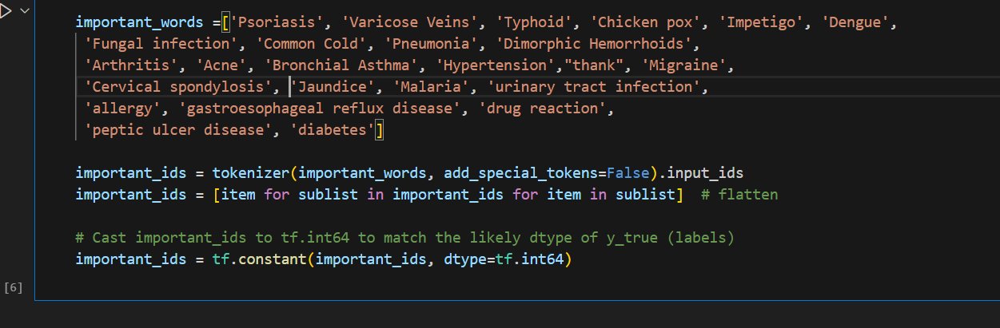 important_words =['Psoriasis', 'Varicose Veins', 'Typhoid', 'Chicken pox', 'Impetigo', 'Dengue',
'Fungal infection', 'Common Cold', 'Pneumonia', 'Dimorphic Hemorrhoids',
'Arthritis', 'Acne', 'Bronchial Asthma', 'Hypertension',"thank", 'Migraine',
'Cervical spondylosis', 'Jaundice', 'Malaria', 'urinary tract infection',
'allergy', 'gastroesophageal reflux disease', 'drug reaction',
'peptic ulcer disease', 'diabetes']
important_ids = tokenizer(important_words, add_special_tokens=False).input_ids
important_ids = [item for sublist in important_ids for item in sublist]  # flatten
# Cast important_ids to tf.int64 to match the likely dtype of y_true (labels)
important_ids = tf.constant(important_ids, dtype=tf.int64)
[6]